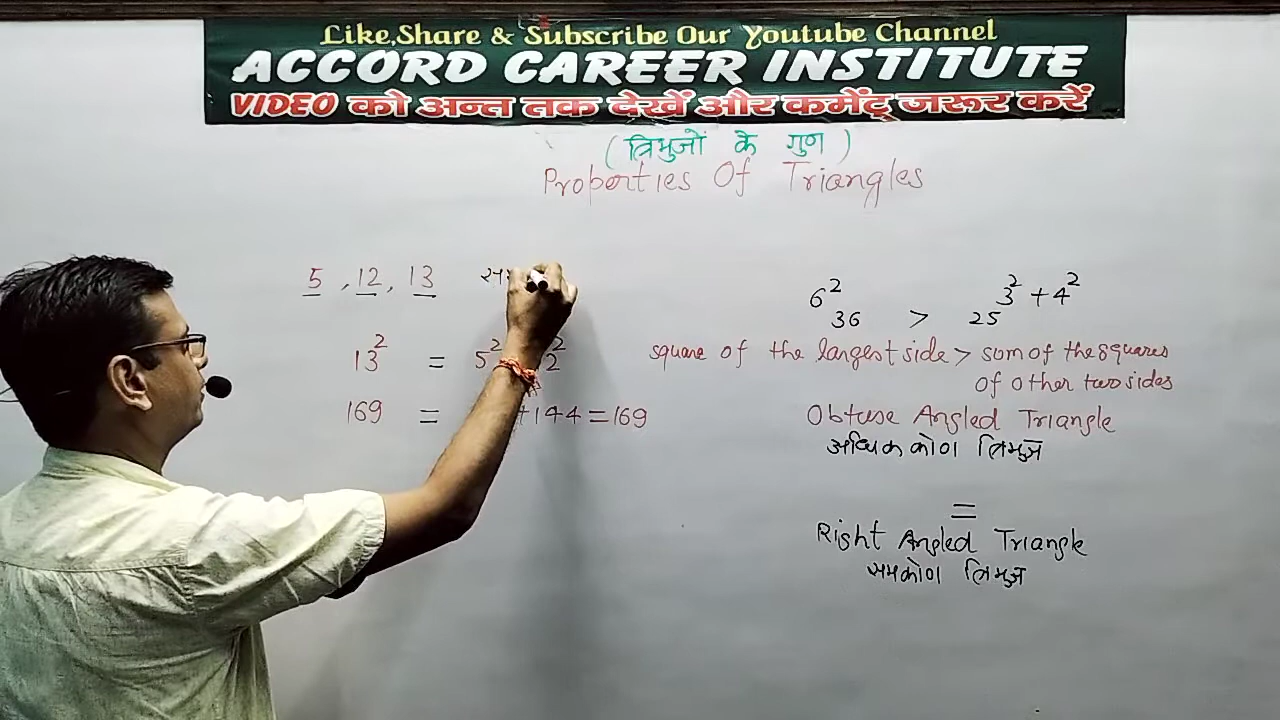 Like,Share & Subscribe Our Youtube Channel
ACCORD CAREER INSTITUTE
VIDEO को अन्त तक देखें और कमेंट् जरूर करें
(त्रिभुजों के गुण)
Properties Of Triangles
5 , 12 , 13
13² =
169 = +144 = 169
6² 3² + 4²
36 > 25
square of the largest side > sum of the squares
of other two sides
Obtuse Angled Triangle
अधिक कोण त्रिभुज
=
Right Angled Triangle
समकोण त्रिभुज